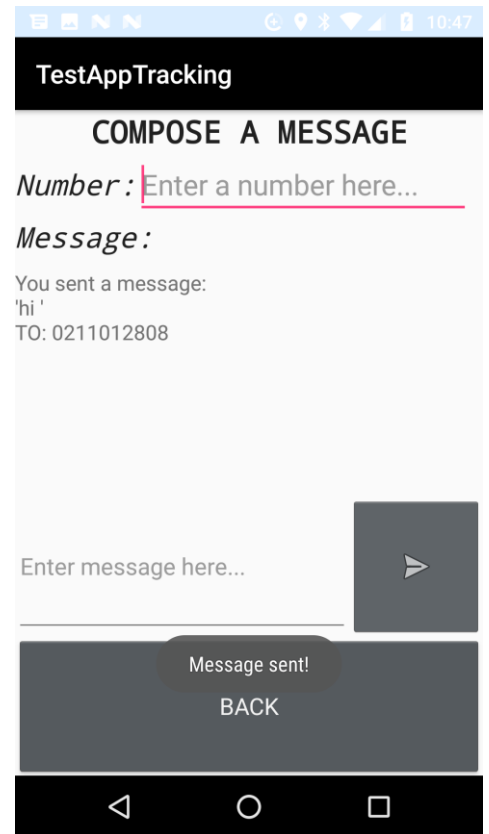 10:47
TestAppTracking
COMPOSE A MESSAGE
Number: Enter a number here...
Message:
You sent a message:
'hi '
TO: 0211012808
Enter message here...
Message sent!
BACK